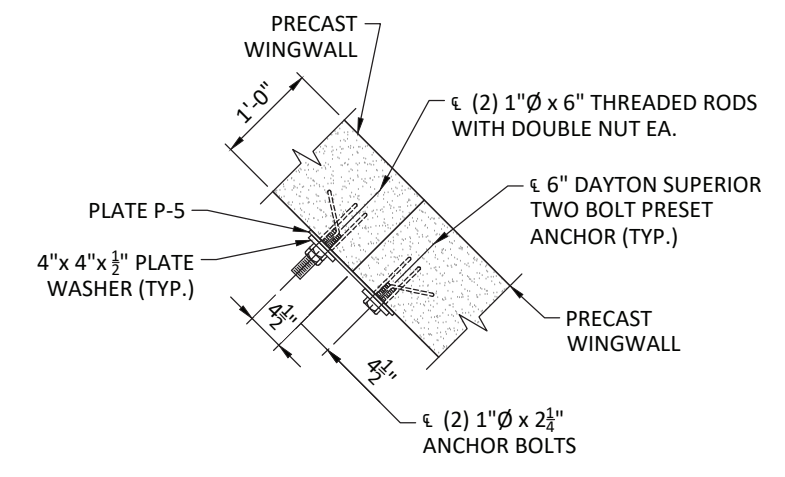 PRECAST
WINGWALL
1'-0"
℄ (2) 1"Ø x 6" THREADED RODS
WITH DOUBLE NUT EA.
℄ 6" DAYTON SUPERIOR
TWO BOLT PRESET
ANCHOR (TYP.)
PLATE P-5
4"x 4"x ½" PLATE
WASHER (TYP.)
4½"
4½"
PRECAST
WINGWALL
℄ (2) 1"Ø x 2¼"
ANCHOR BOLTS